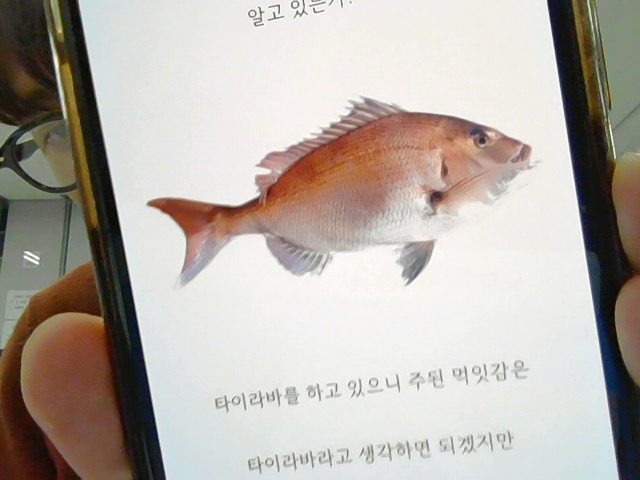 알고 있는가?
타이라바를 하고 있으니 주된 먹잇감은
타이라바라고 생각하면 되겠지만